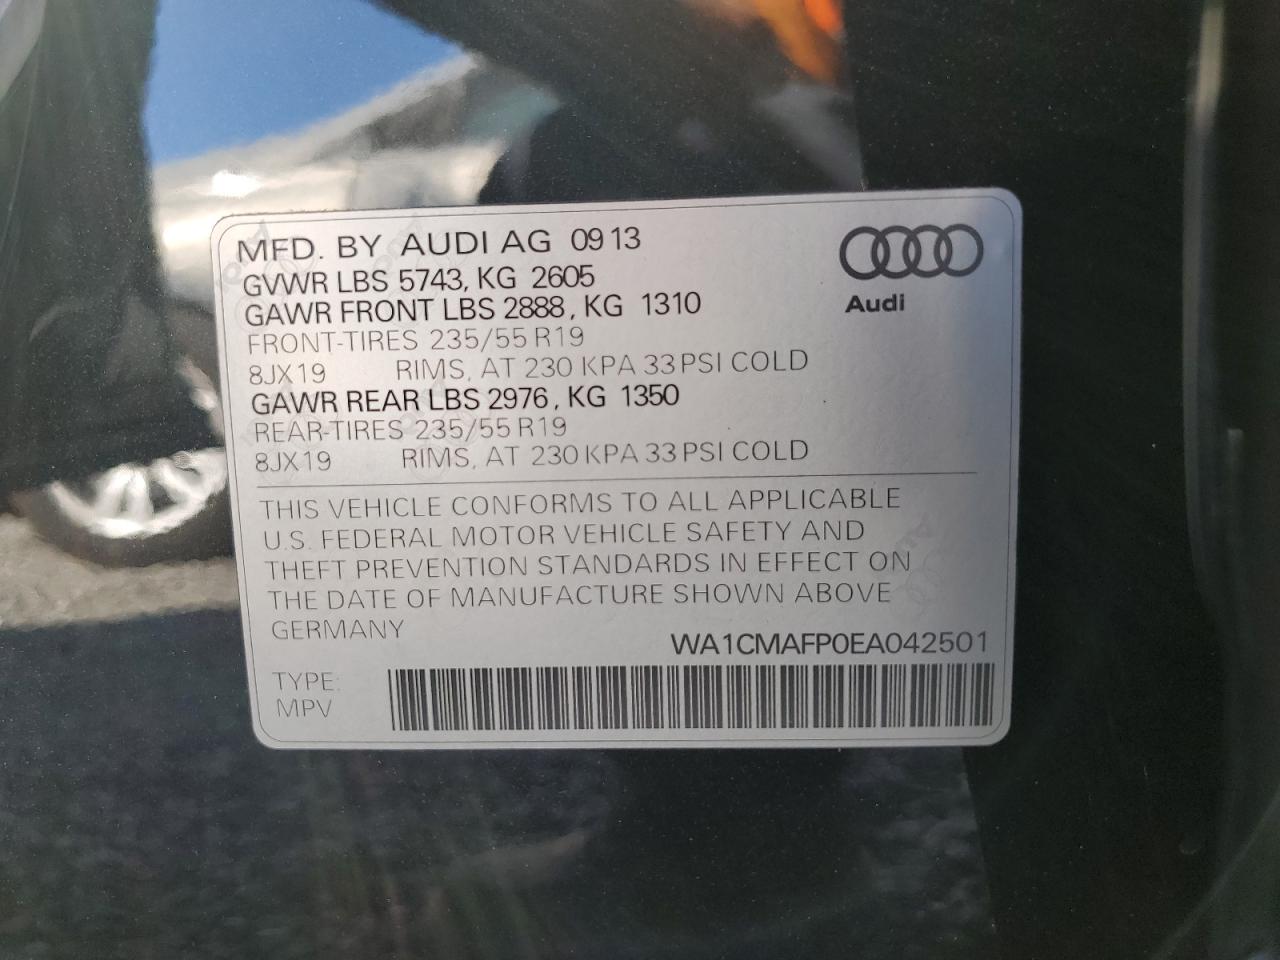 MFD. BY AUDI AG 09 13
GVWR LBS 5743, KG 2605
GAWR FRONT LBS 2888, KG 1310
FRONT-TIRES 235/55 R19
8JX19 RIMS, AT 230 KPA 33 PSI COLD
GAWR REAR LBS 2976, KG 1350
REAR-TIRES 235/55 R19
8JX19 RIMS, AT 230 KPA 33 PSI COLD
Audi
THIS VEHICLE CONFORMS TO ALL APPLICABLE
U.S. FEDERAL MOTOR VEHICLE SAFETY AND
THEFT PREVENTION STANDARDS IN EFFECT ON
THE DATE OF MANUFACTURE SHOWN ABOVE
GERMANY
WA1CMAFP0EA042501
TYPE:
MPV